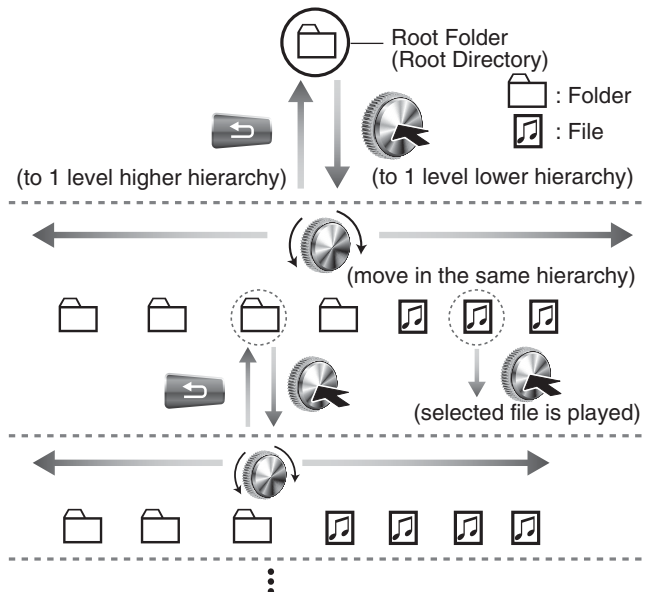 Root Folder
(Root Directory)
: Folder
: File
(to 1 level higher hierarchy)
(to 1 level lower hierarchy)
(move in the same hierarchy)
(selected file is played)